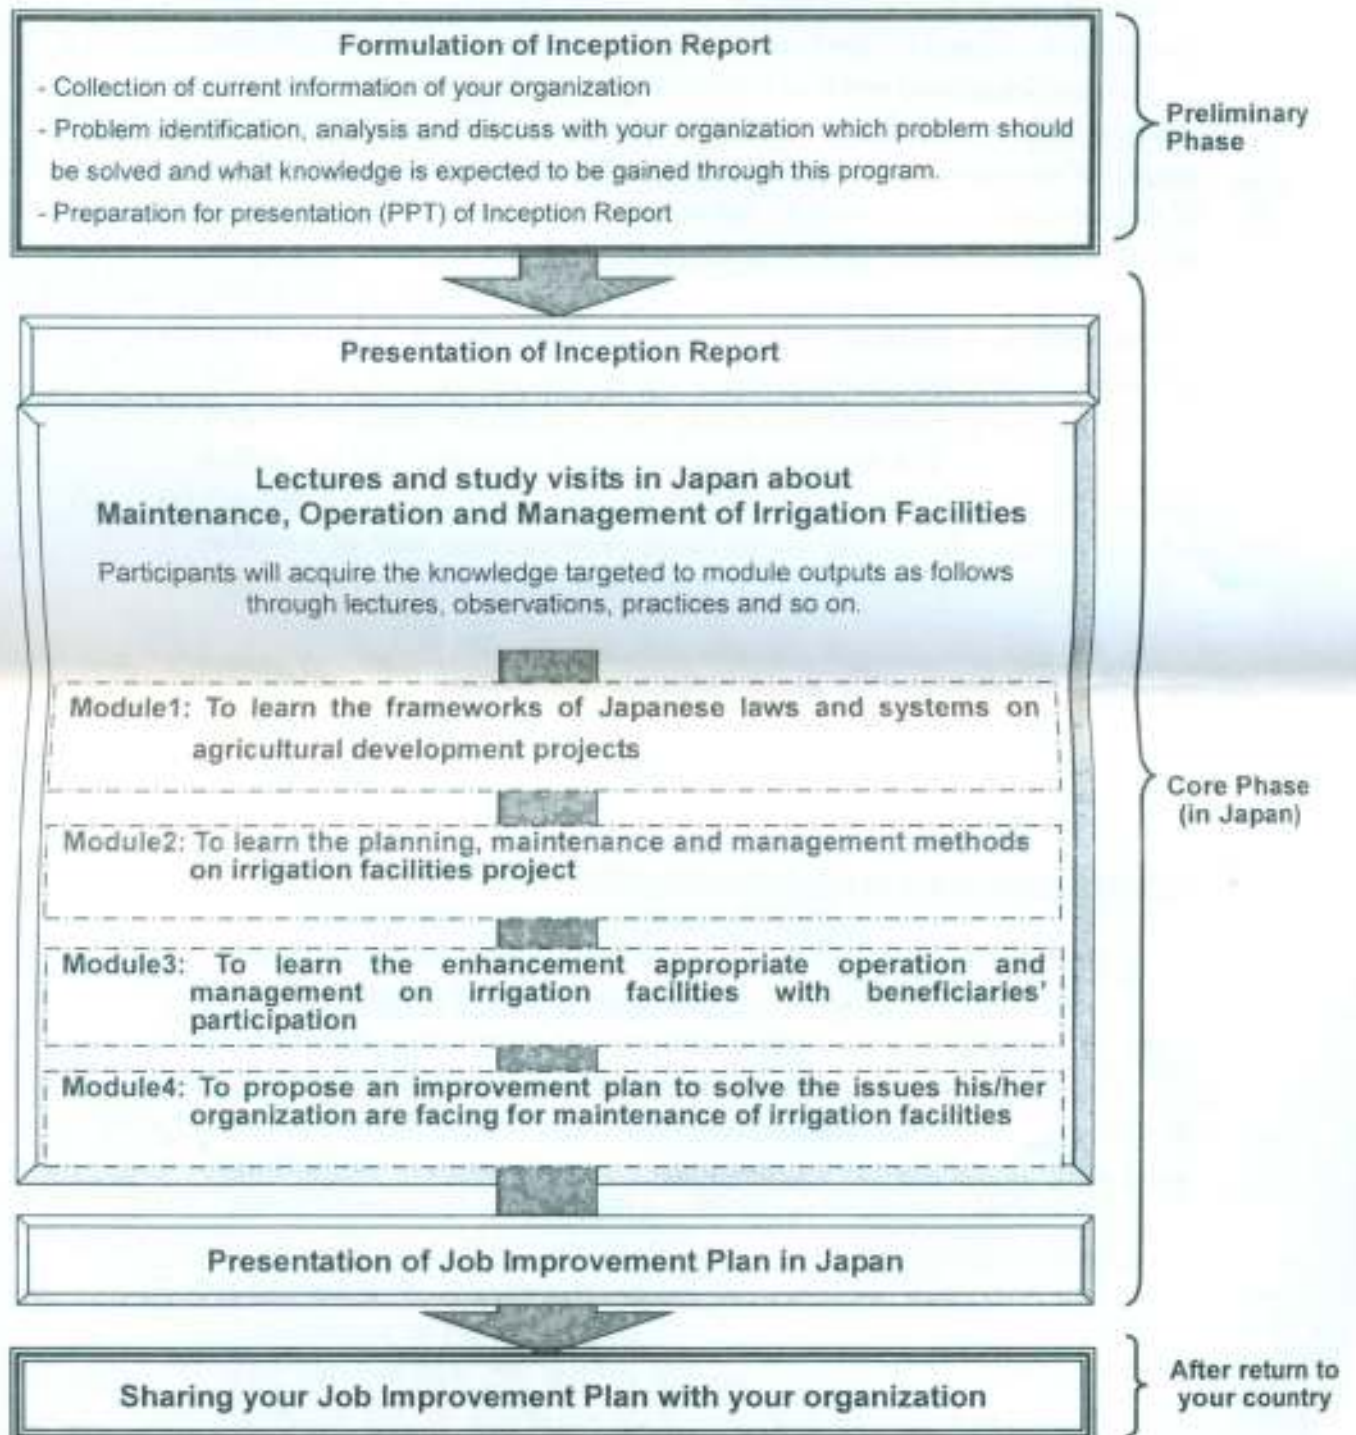 Formulation of Inception Report
- Collection of current information of your organization
- Problem identification, analysis and discuss with your organization which problem should
be solved and what knowledge is expected to be gained through this program.
- Preparation for presentation (PPT) of Inception Report
Preliminary
Phase
Presentation of Inception Report
Lectures and study visits in Japan about
Maintenance, Operation and Management of Irrigation Facilities
Participants will acquire the knowledge targeted to module outputs as follows
through lectures, observations, practices and so on.
Module1: To learn the frameworks of Japanese laws and systems on
agricultural development projects
Module2: To learn the planning, maintenance and management methods
on irrigation facilities project
Module3: To learn the enhancement appropriate operation and
management on irrigation facilities with beneficiaries'
participation
Module4: To propose an improvement plan to solve the issues his/her
organization are facing for maintenance of irrigation facilities
Core Phase
(in Japan)
Presentation of Job Improvement Plan in Japan
Sharing your Job Improvement Plan with your organization
After return to
your country